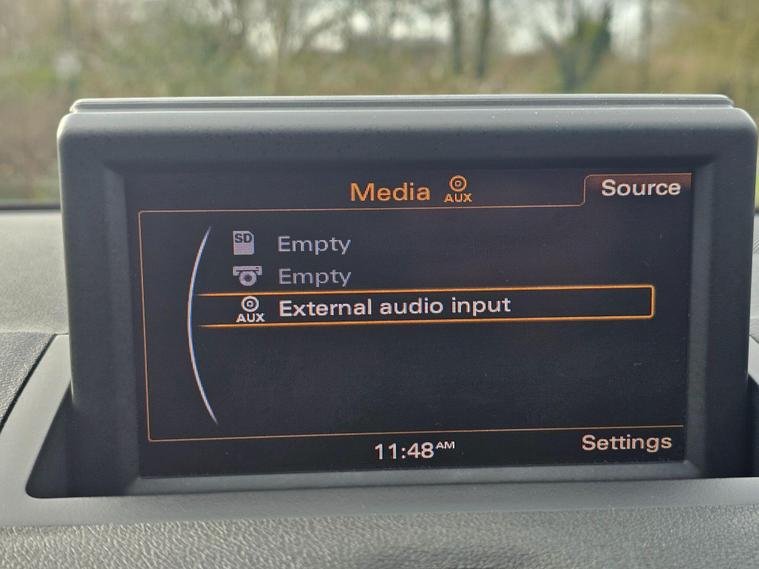 Media AUX
Source
SD Empty
Empty
AUX External audio input
11:48AM
Settings